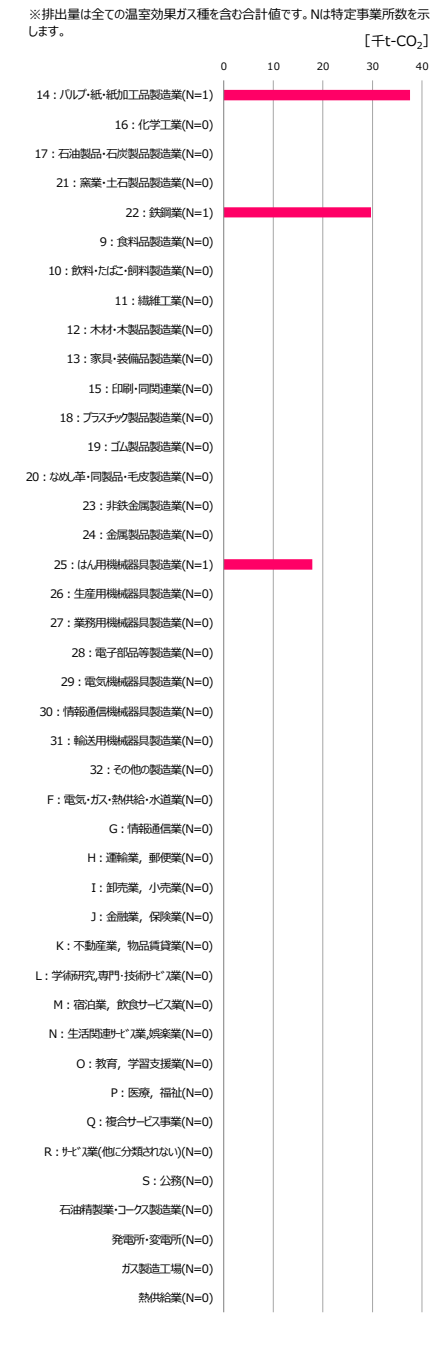 ※排出量は全ての温室効果ガス種を含む合計値です。Nは特定事業所数を示
します。
[千t-CO₂]
0 10 20 30 40
14：パルプ・紙・紙加工品製造業(N=1)
16：化学工業(N=0)
17：石油製品・石炭製品製造業(N=0)
21：窯業・土石製品製造業(N=0)
22：鉄鋼業(N=1)
9：食料品製造業(N=0)
10：飲料・たばこ・飼料製造業(N=0)
11：繊維工業(N=0)
12：木材・木製品製造業(N=0)
13：家具・装備品製造業(N=0)
15：印刷・同関連業(N=0)
18：プラスチック製品製造業(N=0)
19：ゴム製品製造業(N=0)
20：なめし革・同製品・毛皮製造業(N=0)
23：非鉄金属製造業(N=0)
24：金属製品製造業(N=0)
25：はん用機械器具製造業(N=1)
26：生産用機械器具製造業(N=0)
27：業務用機械器具製造業(N=0)
28：電子部品等製造業(N=0)
29：電気機械器具製造業(N=0)
30：情報通信機械器具製造業(N=0)
31：輸送用機械器具製造業(N=0)
32：その他の製造業(N=0)
F：電気・ガス・熱供給・水道業(N=0)
G：情報通信業(N=0)
H：運輸業，郵便業(N=0)
I：卸売業，小売業(N=0)
J：金融業，保険業(N=0)
K：不動産業，物品賃貸業(N=0)
L：学術研究,専門・技術ｻｰﾋﾞｽ業(N=0)
M：宿泊業，飲食サービス業(N=0)
N：生活関連ｻｰﾋﾞｽ業,娯楽業(N=0)
O：教育，学習支援業(N=0)
P：医療，福祉(N=0)
Q：複合サービス事業(N=0)
R：ｻｰﾋﾞｽ業(他に分類されない)(N=0)
S：公務(N=0)
石油精製業・コークス製造業(N=0)
発電所・変電所(N=0)
ガス製造工場(N=0)
熱供給業(N=0)